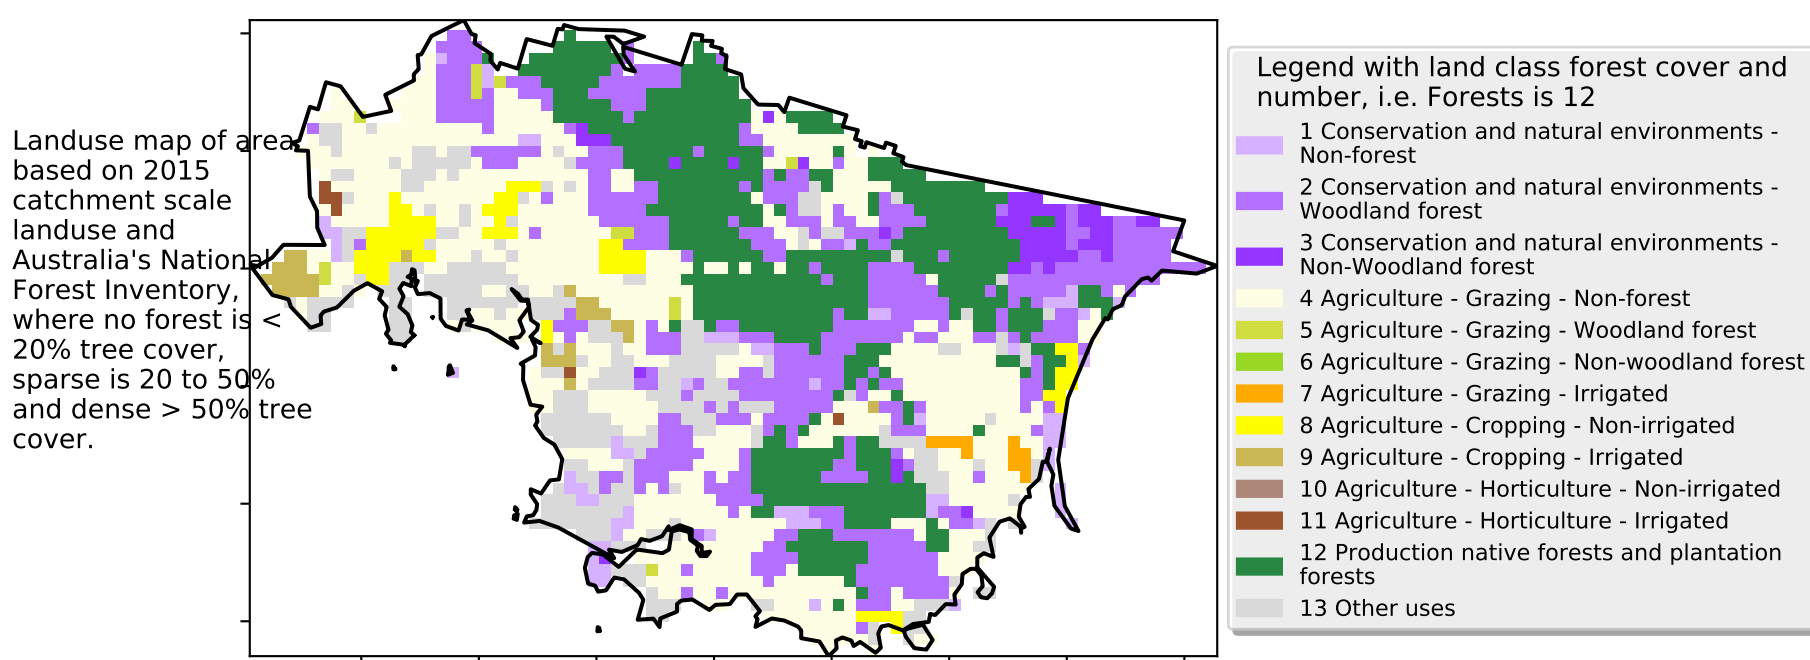 Landuse map of area
based on 2015
catchment scale
landuse and
Australia's National
Forest Inventory,
where no forest is <
20% tree cover,
sparse is 20 to 50%
and dense > 50% tree
cover.
Legend with land class forest cover and
number, i.e. Forests is 12
1 Conservation and natural environments -
Non-forest
2 Conservation and natural environments -
Woodland forest
3 Conservation and natural environments -
Non-Woodland forest
4 Agriculture - Grazing - Non-forest
5 Agriculture - Grazing - Woodland forest
6 Agriculture - Grazing - Non-woodland forest
7 Agriculture - Grazing - Irrigated
8 Agriculture - Cropping - Non-irrigated
9 Agriculture - Cropping - Irrigated
10 Agriculture - Horticulture - Non-irrigated
11 Agriculture - Horticulture - Irrigated
12 Production native forests and plantation
forests
13 Other uses